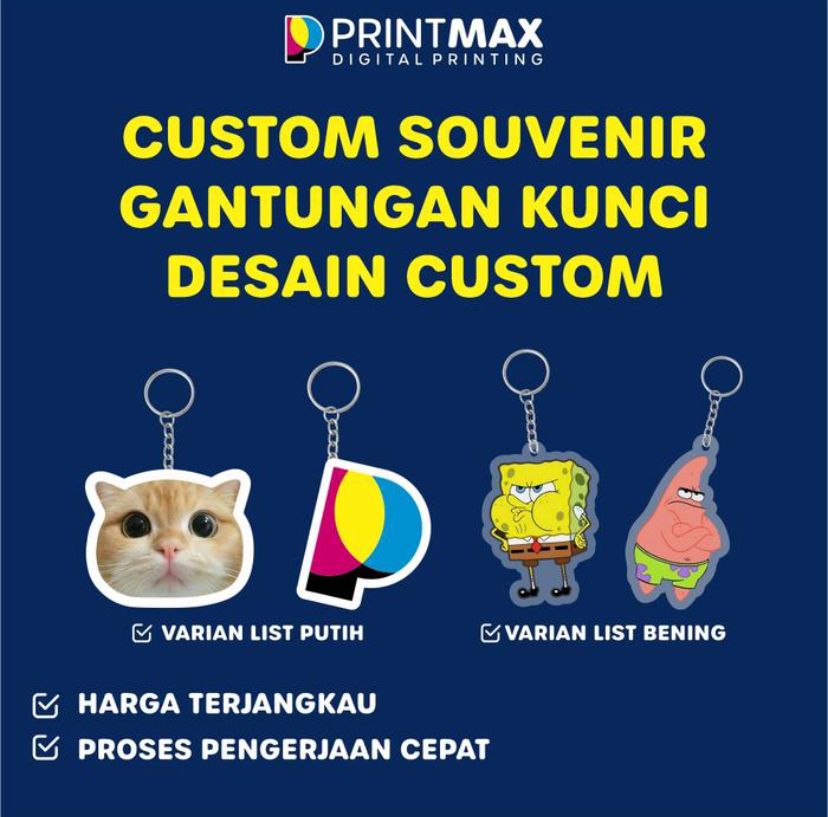 PRINTMAX
DIGITAL PRINTING
CUSTOM SOUVENIR
GANTUNGAN KUNCI
DESAIN CUSTOM
VARIAN LIST PUTIH
VARIAN LIST BENING
HARGA TERJANGKAU
PROSES PENGERJAAN CEPAT